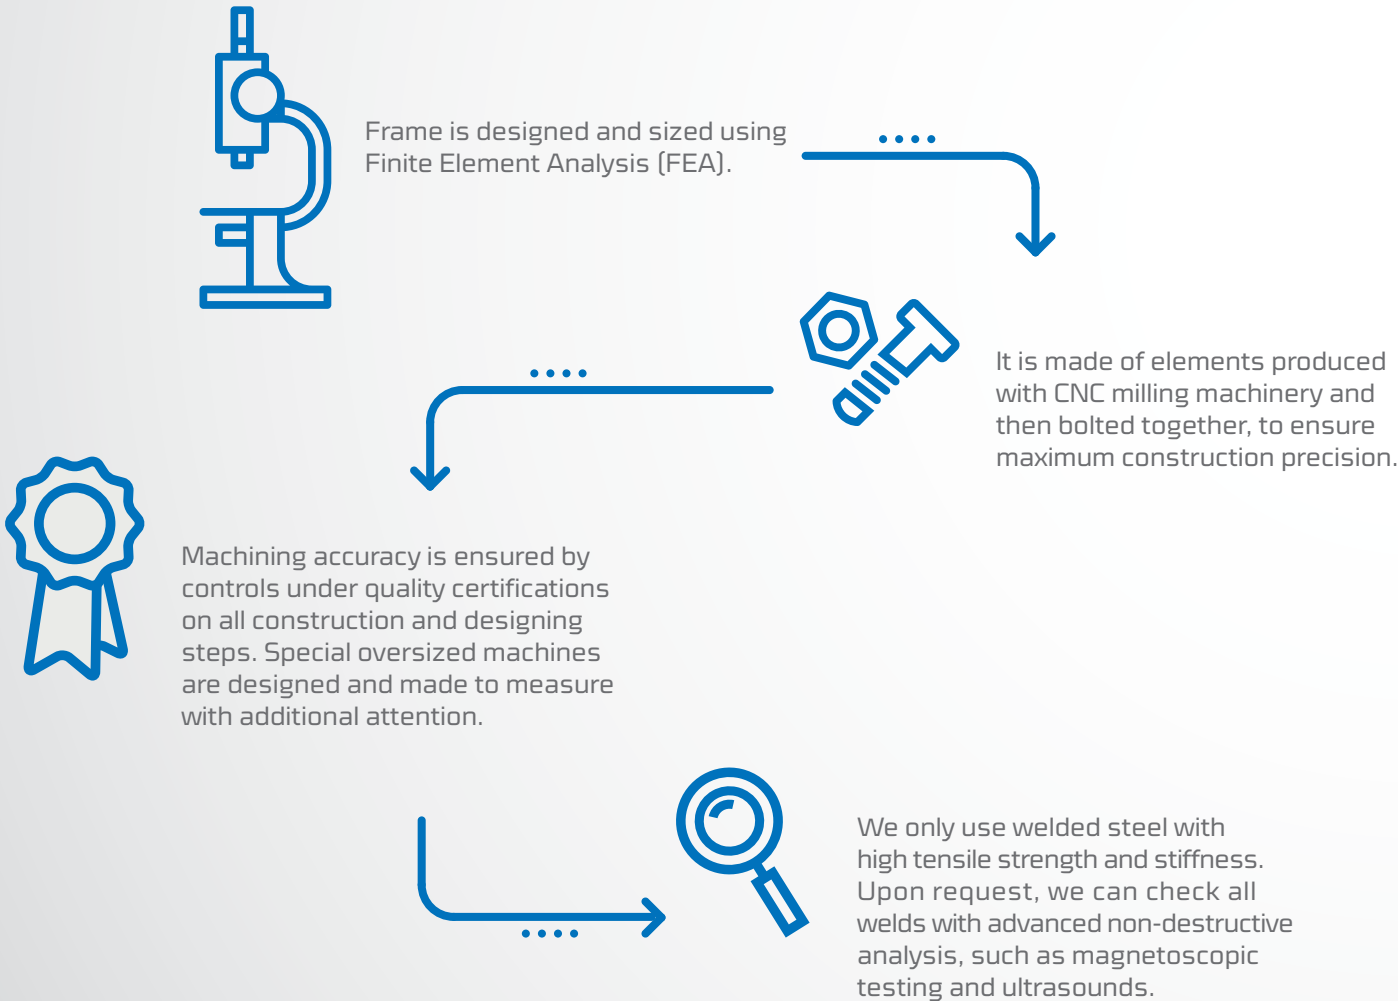 Frame is designed and sized using
Finite Element Analysis (FEA).
It is made of elements produced
with CNC milling machinery and
then bolted together, to ensure
maximum construction precision.
Machining accuracy is ensured by
controls under quality certifications
on all construction and designing
steps. Special oversized machines
are designed and made to measure
with additional attention.
We only use welded steel with
high tensile strength and stiffness.
Upon request, we can check all
welds with advanced non-destructive
analysis, such as magnetoscopic
testing and ultrasounds.